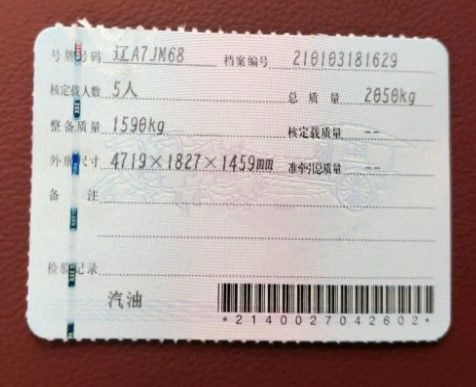 号牌号码 辽A7JM68 档案编号 210103181629
核定载人数 5人 总质量 2050kg
整备质量 1590kg 核定载质量 --
外廓尺寸 4719×1827×1459mm 准牵引总质量 --
备注
检验记录
汽油
*2140027042602*